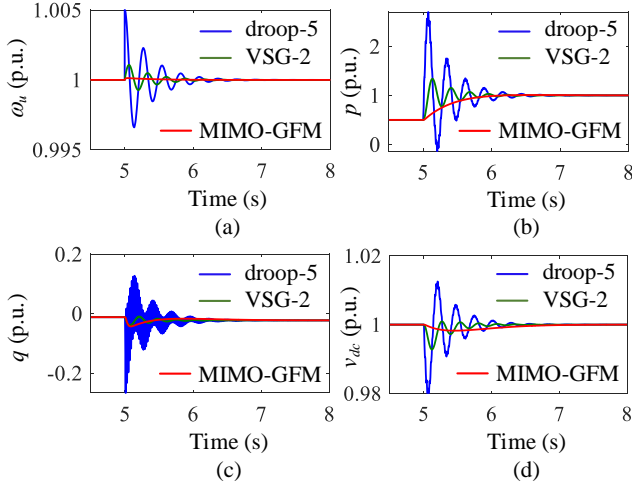 1.005
1
0.995
ω_u (p.u.)
droop-5
VSG-2
MIMO-GFM
5
6
7
8
Time (s)
(a)
2
1
0
p (p.u.)
droop-5
VSG-2
MIMO-GFM
5
6
7
8
Time (s)
(b)
0.2
0
-0.2
q (p.u.)
droop-5
VSG-2
MIMO-GFM
5
6
7
8
Time (s)
(c)
1.02
1
0.98
v_dc (p.u.)
droop-5
VSG-2
MIMO-GFM
5
6
7
8
Time (s)
(d)